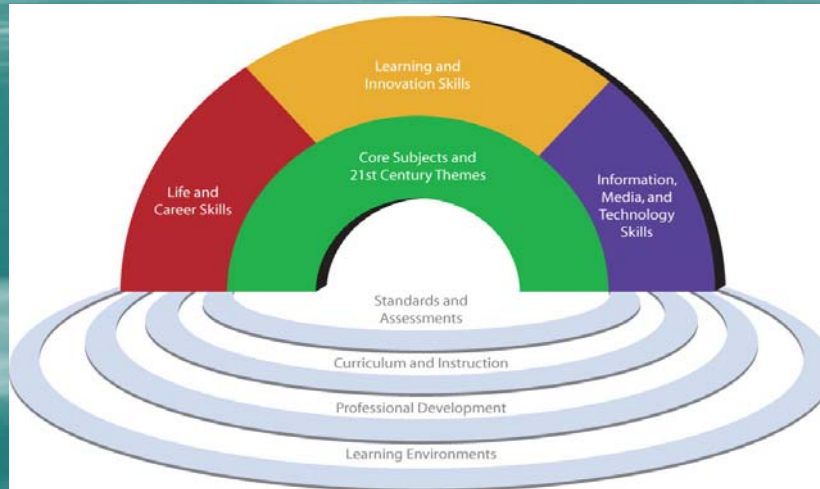 Learning and
Innovation Skills
Core Subjects and
21st Century Themes
Life and
Career Skills
Information,
Media, and
Technology
Skills
Standards and
Assessments
Curriculum and Instruction
Professional Development
Learning Environments